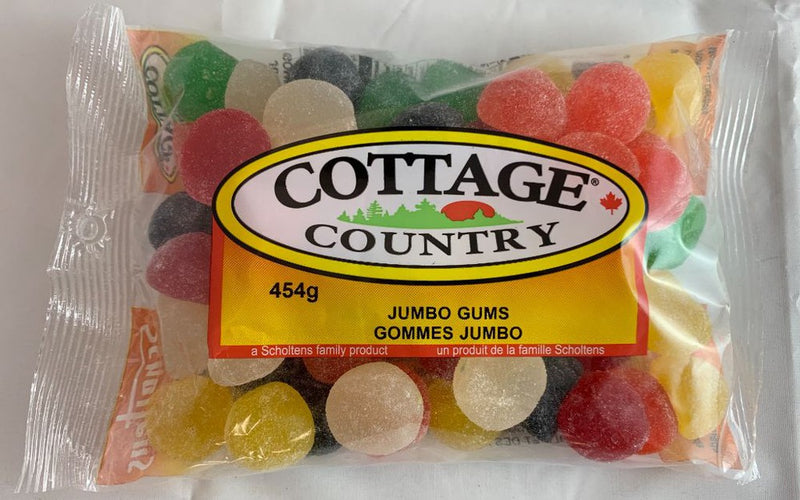 COTTAGE®
COUNTRY
454g
JUMBO GUMS
GOMMES JUMBO
a Scholtens family product un produit de la famille Scholtens